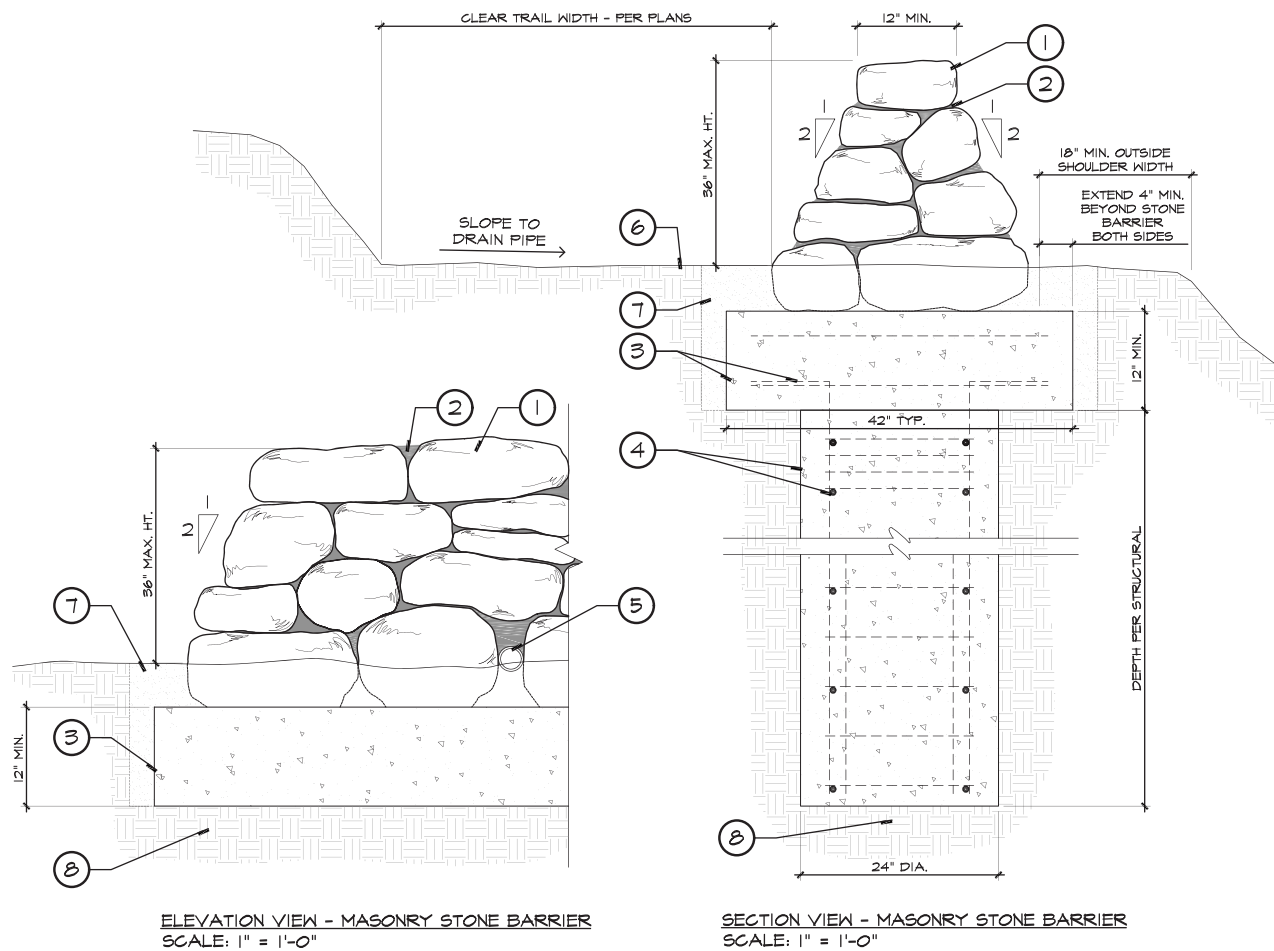 CLEAR TRAIL WIDTH - PER PLANS
12" MIN.
1
2
36" MAX. HT.
1
2
1
2
18" MIN. OUTSIDE
SHOULDER WIDTH
EXTEND 4" MIN.
BEYOND STONE
BARRIER
BOTH SIDES
SLOPE TO
DRAIN PIPE
6
7
3
12" MIN.
42" TYP.
4
DEPTH PER STRUCTURAL
8
24" DIA.
2
1
36" MAX. HT.
1
2
7
5
3
12" MIN.
8
ELEVATION VIEW - MASONRY STONE BARRIER
SCALE: 1" = 1'-0"
SECTION VIEW - MASONRY STONE BARRIER
SCALE: 1" = 1'-0"